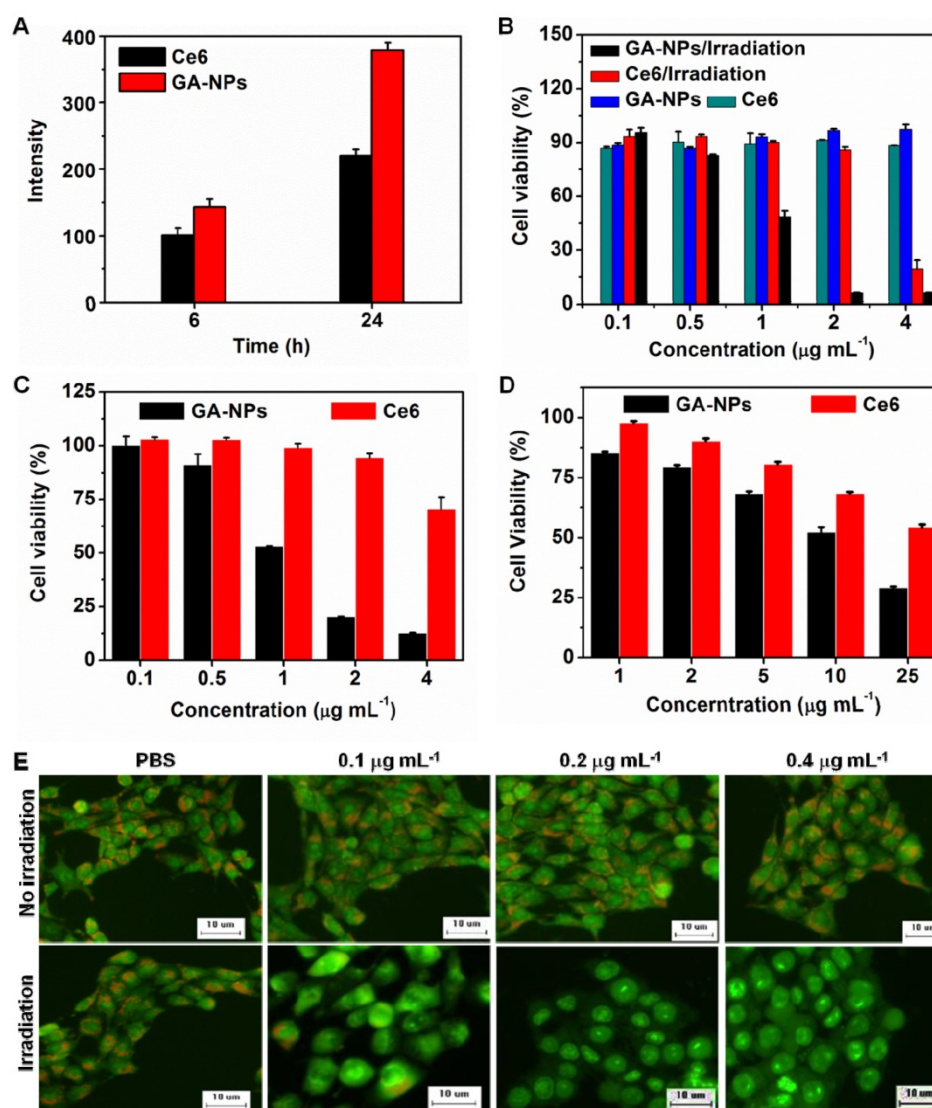 A
Ce6
GA-NPs
Intensity
400
300
200
100
0
6
24
Time (h)
B
GA-NPs/Irradiation
Ce6/Irradiation
GA-NPs
Ce6
Cell viability (%)
150
120
90
60
30
0
0.1
0.5
1
2
4
Concentration (μg mL⁻¹)
C
GA-NPs
Ce6
Cell viability (%)
125
100
75
50
25
0
0.1
0.5
1
2
4
Concentration (μg mL⁻¹)
D
GA-NPs
Ce6
Cell Viability (%)
100
75
50
25
0
1
2
5
10
25
Concerntration (μg mL⁻¹)
E
PBS
0.1 μg mL⁻¹
0.2 μg mL⁻¹
0.4 μg mL⁻¹
No irradiation
10 um
10 um
10 um
10 um
Irradiation
10 um
10 um
10 um
10 um